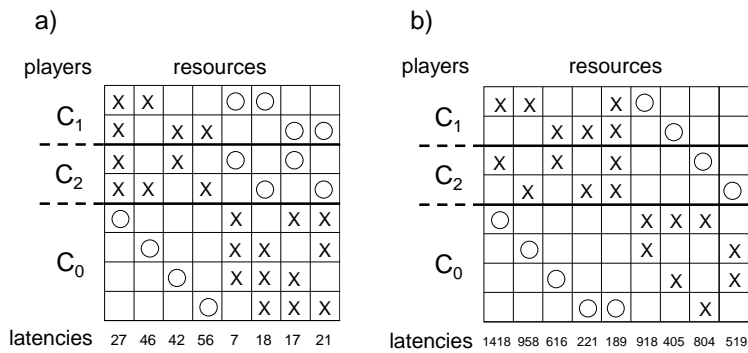 a)
players resources
X X O O
C1
X X X O O
X X O O
C2
X X X O O
O X X X
O X X X
C0
O X X X
O X X X
latencies 27 46 42 56 7 18 17 21
b)
players resources
X X X O
C1
X X X O
X X X O
C2
X X X O
O X X X
O X X
C0
O X X
O O X
latencies 1418 958 616 221 189 918 405 804 519